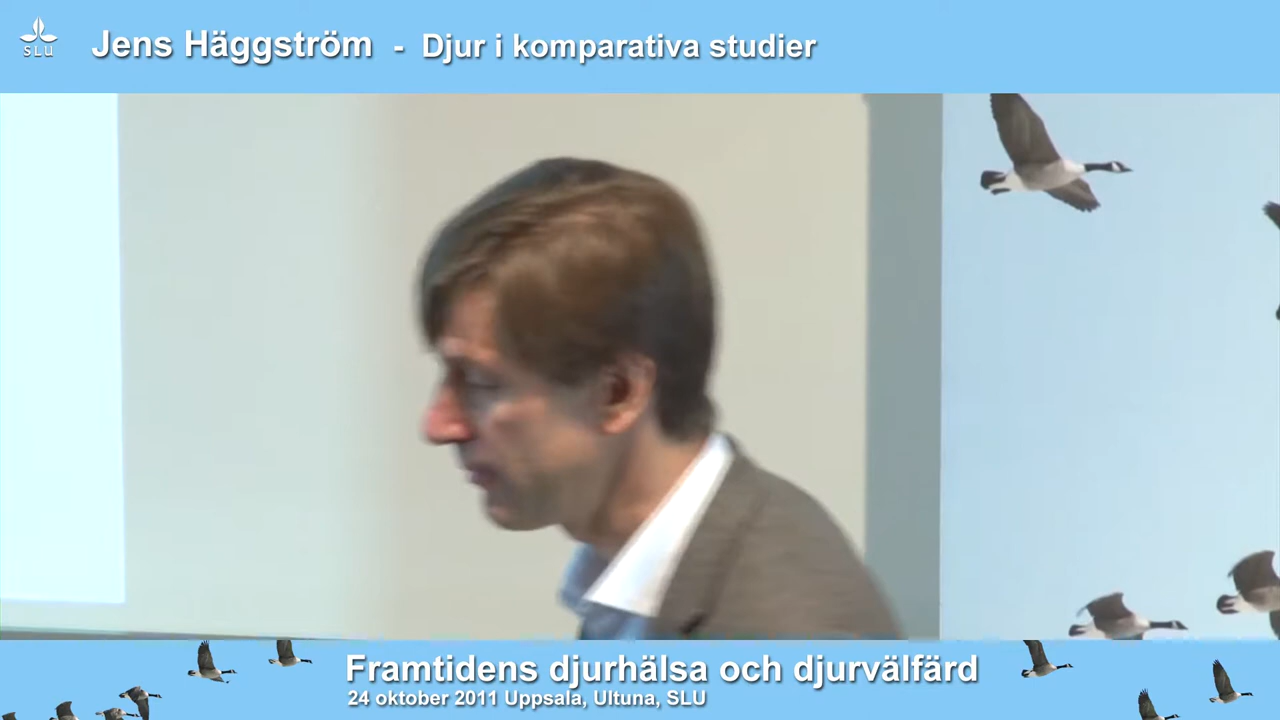 SLU
Jens Häggström - Djur i komparativa studier
Framtidens djurhälsa och djurvälfärd
24 oktober 2011 Uppsala, Ultuna, SLU